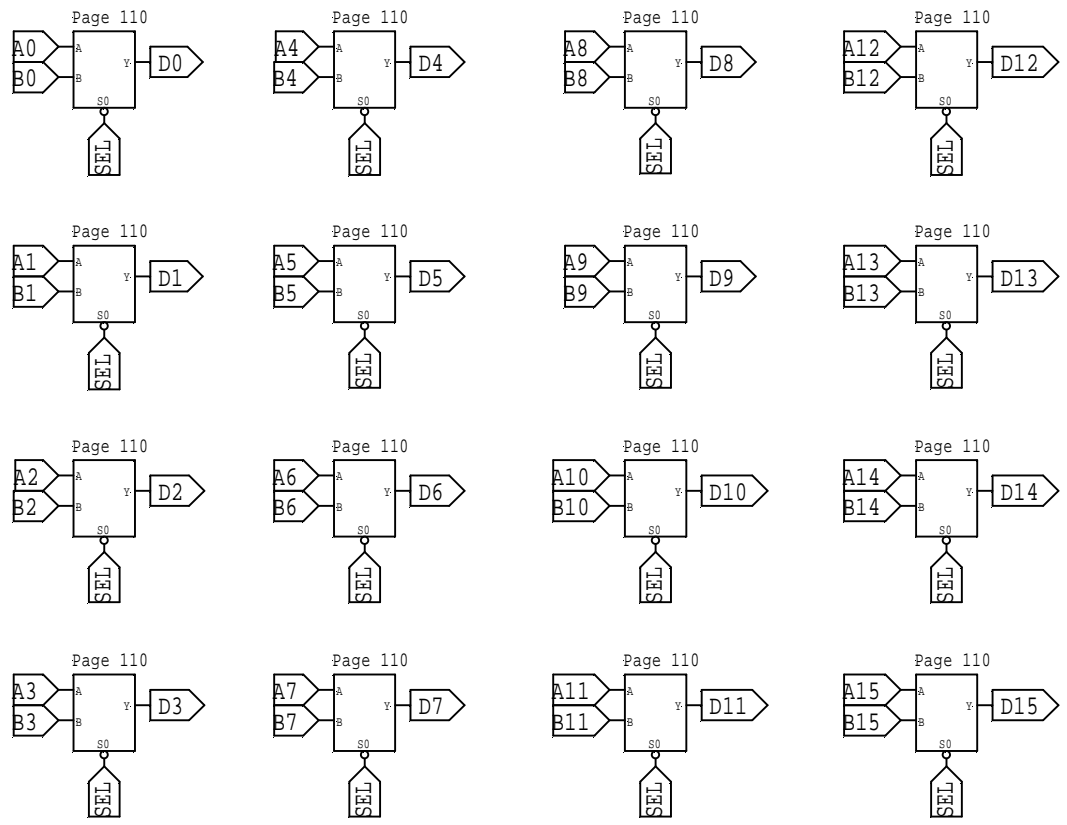 Page 110 Page 110 Page 110 Page 110
A0 A A4 A A8 A A12 A
Y D0 Y D4 Y D8 Y D12
B0 B B4 B B8 B B12 B
S0 S0 S0 S0
SEL SEL SEL SEL
Page 110 Page 110 Page 110 Page 110
A1 A A5 A A9 A A13 A
Y D1 Y D5 Y D9 Y D13
B1 B B5 B B9 B B13 B
S0 S0 S0 S0
SEL SEL SEL SEL
Page 110 Page 110 Page 110 Page 110
A2 A A6 A A10 A A14 A
Y D2 Y D6 Y D10 Y D14
B2 B B6 B B10 B B14 B
S0 S0 S0 S0
SEL SEL SEL SEL
Page 110 Page 110 Page 110 Page 110
A3 A A7 A A11 A A15 A
Y D3 Y D7 Y D11 Y D15
B3 B B7 B B11 B B15 B
S0 S0 S0 S0
SEL SEL SEL SEL